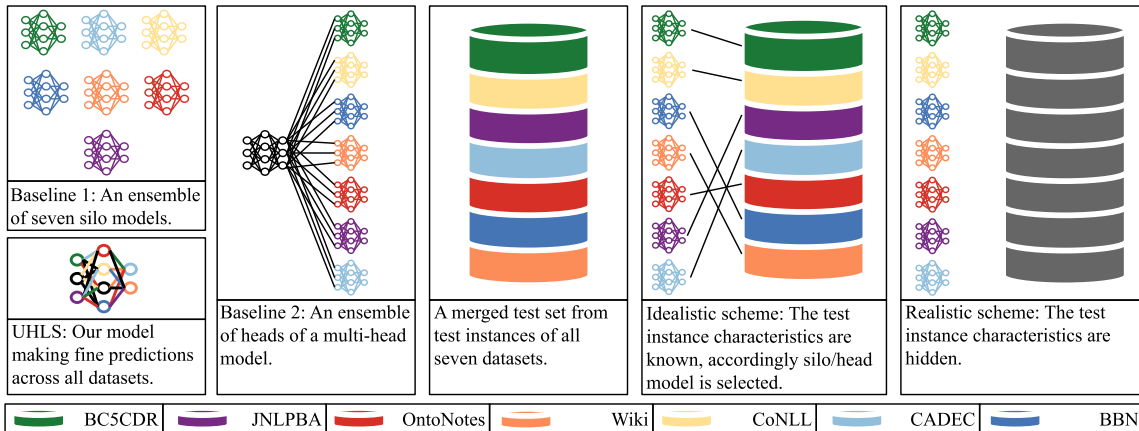 Baseline 1: An ensemble
of seven silo models.
UHLS: Our model
making fine predictions
across all datasets.
Baseline 2: An ensemble
of heads of a multi-head
model.
A merged test set from
test instances of all
seven datasets.
Idealistic scheme: The test
instance characteristics are
known, accordingly silo/head
model is selected.
Realistic scheme: The test
instance characteristics are
hidden.
BC5CDR JNLPBA OntoNotes Wiki CoNLL CADEC BBN